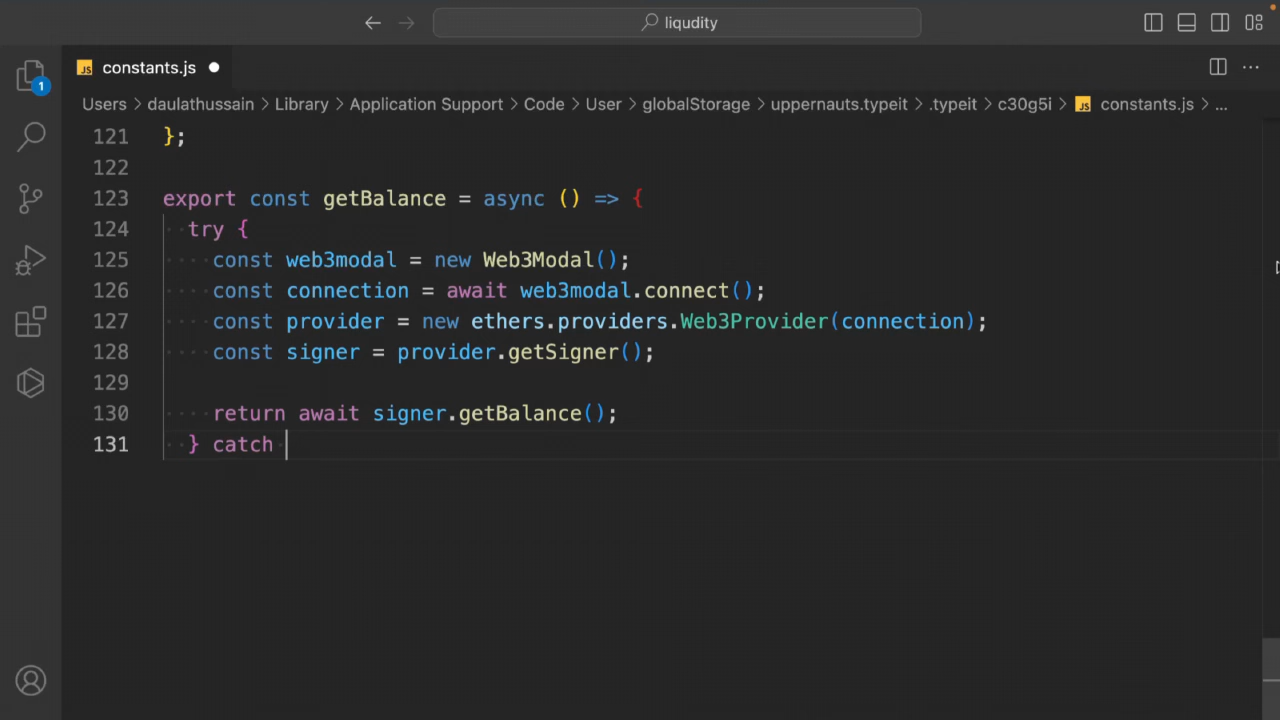 liqudity
JS constants.js
1
Users > daulathussain > Library > Application Support > Code > User > globalStorage > uppernauts.typeit > .typeit > c30g5i > JS constants.js > ...
121 };
122
123 export const getBalance = async () => {
124 try {
125 const web3modal = new Web3Modal();
126 const connection = await web3modal.connect();
127 const provider = new ethers.providers.Web3Provider(connection);
128 const signer = provider.getSigner();
129
130 return await signer.getBalance();
131 } catch